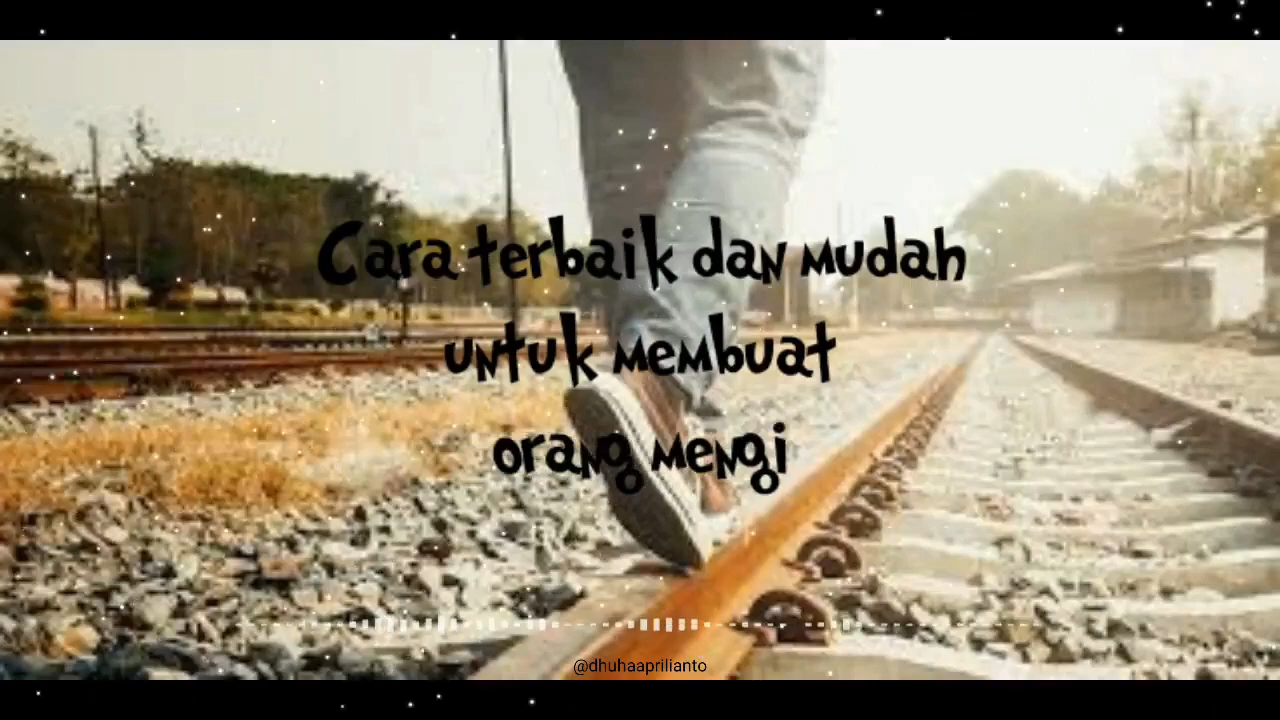 Cara terbaik dan mudah
untuk membuat
orang mengi
@dhuhaaprilianto